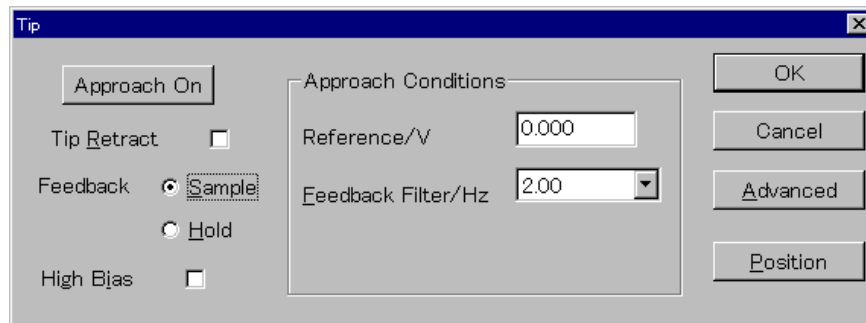 Tip
Approach On
Tip Retract
Feedback
Sample
Hold
High Bias
Approach Conditions
Reference/V
0.000
Feedback Filter/Hz
2.00
OK
Cancel
Advanced
Position